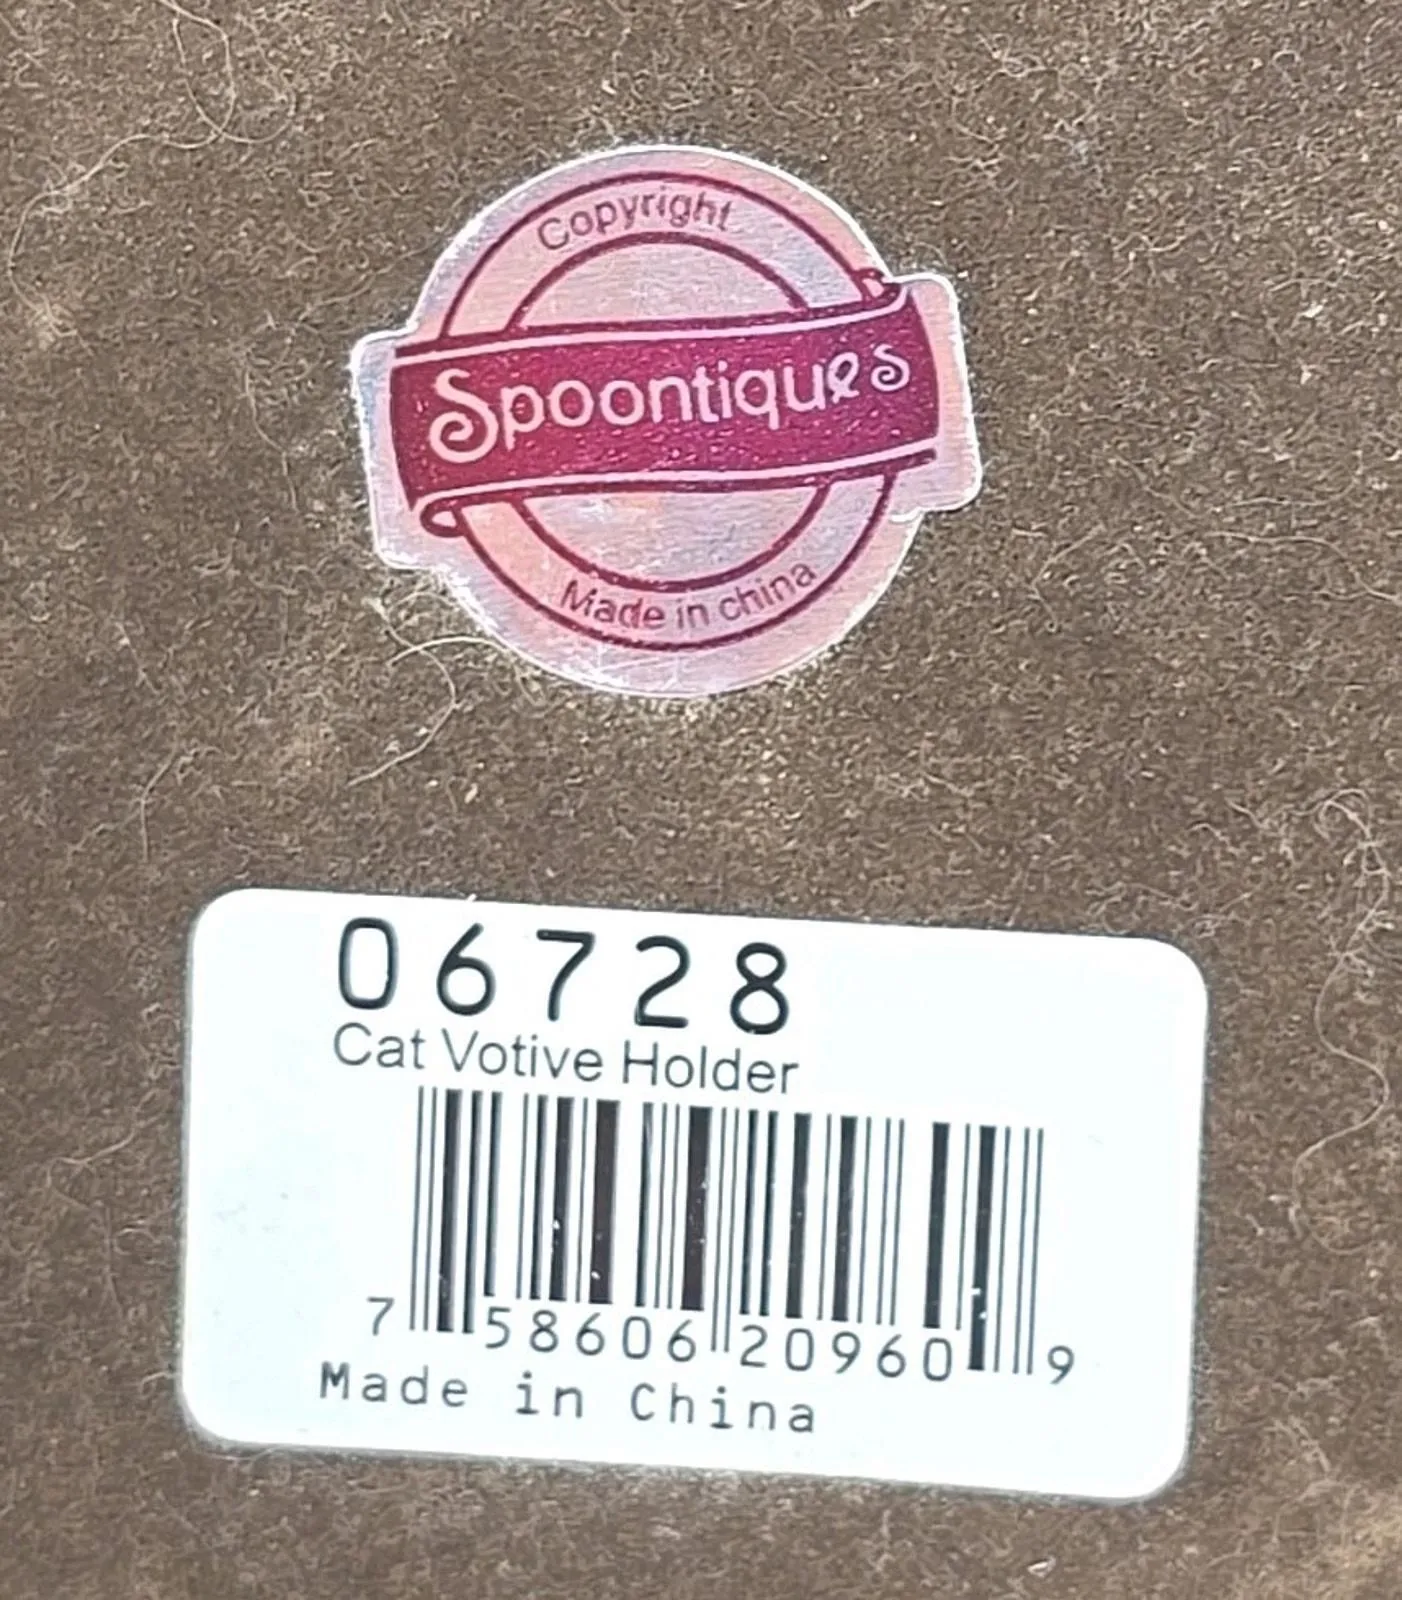 Copyright
Spoontiques
Made in china
06728
Cat Votive Holder
7 58606 20960 9
Made in China